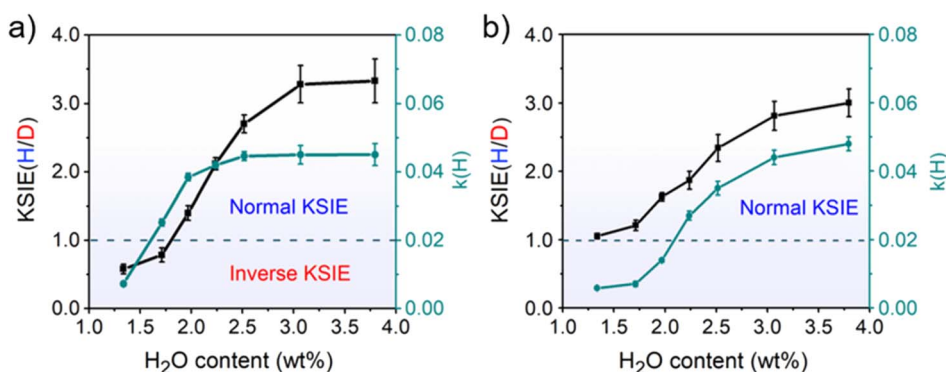 a)
4.0
3.0
2.0
1.0
0.0
KSIE(H/D)
Normal KSIE
Inverse KSIE
0.08
0.06
0.04
0.02
0.00
k(H)
1.0 1.5 2.0 2.5 3.0 3.5 4.0
H₂O content (wt%)
b)
4.0
3.0
2.0
1.0
0.0
KSIE(H/D)
Normal KSIE
0.08
0.06
0.04
0.02
0.00
k(H)
1.0 1.5 2.0 2.5 3.0 3.5 4.0
H₂O content (wt%)